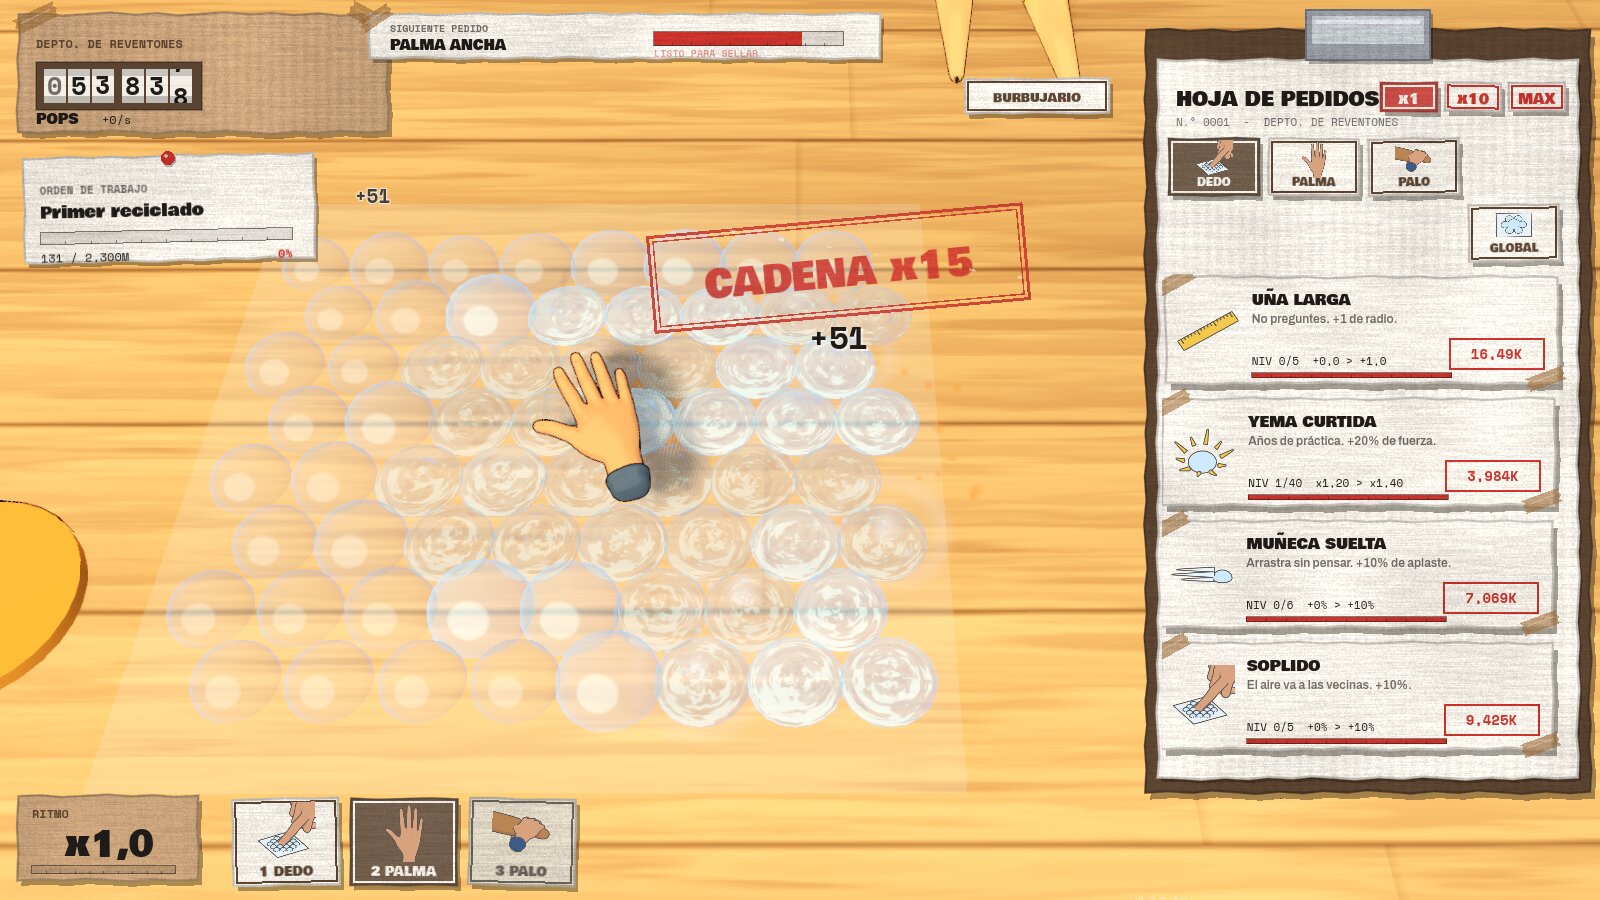 DEPTO. DE REVENTONES
053 838
POPS +0/s
SIGUIENTE PEDIDO
PALMA ANCHA
LISTO PARA SELLAR
BURBUJARIO
ORDEN DE TRABAJO
Primer reciclado
131 / 2,300M 0%
+51
CADENA x15
+51
HOJA DE PEDIDOS x1 x10 MAX
N.° 0001 - DEPTO. DE REVENTONES
DEDO PALMA PALO
GLOBAL
UÑA LARGA
No preguntes. +1 de radio.
NIV 0/5 +0,0 > +1,0
16,49K
YEMA CURTIDA
Años de práctica. +20% de fuerza.
NIV 1/40 x1,20 > x1,40
3,984K
MUÑECA SUELTA
Arrastra sin pensar. +10% de aplaste.
NIV 0/6 +0% > +10%
7,069K
SOPLIDO
El aire va a las vecinas. +10%.
NIV 0/5 +0% > +10%
9,425K
RITMO
x1,0
1 DEDO 2 PALMA 3 PALO